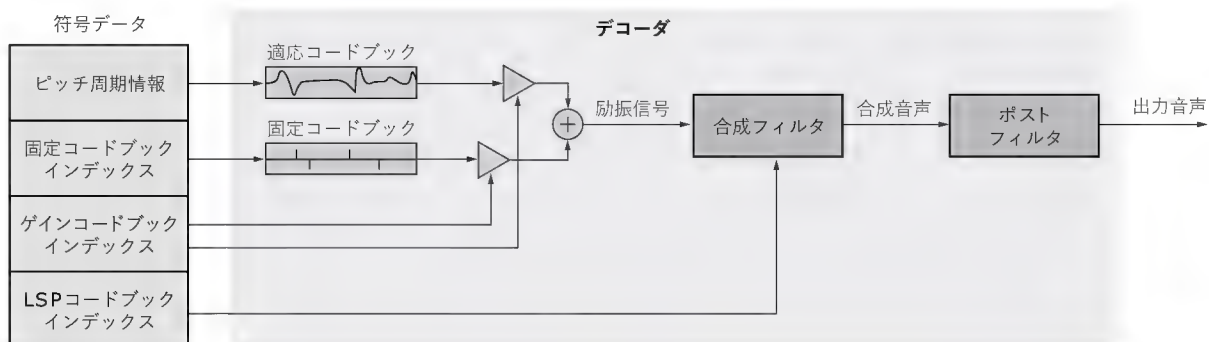 符号データ
デコーダ
ピッチ周期情報
適応コードブック
固定コードブック
インデックス
固定コードブック
励振信号
合成フィルタ
合成音声
ポスト
フィルタ
出力音声
ゲインコードブック
インデックス
LSPコードブック
インデックス